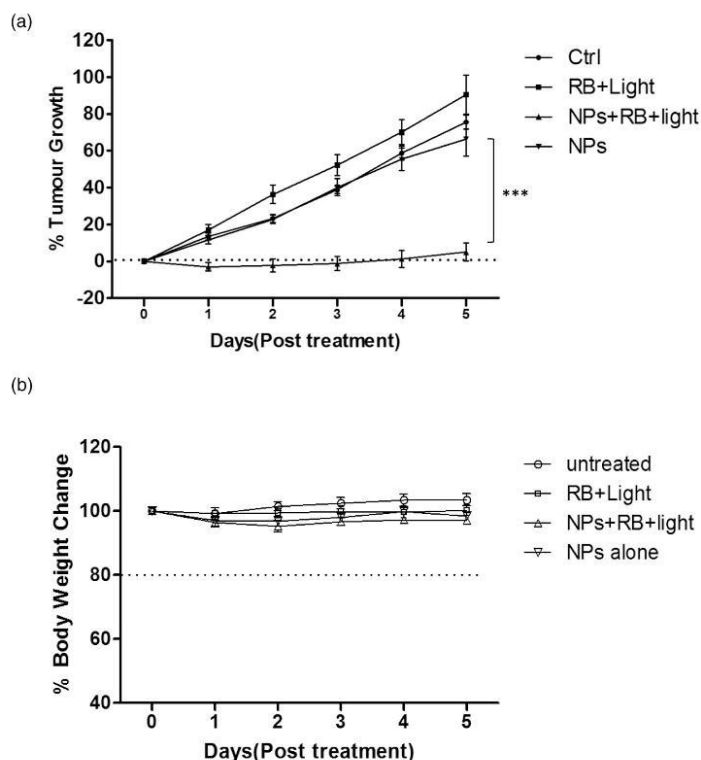 (a)
120
100
80
60
40
20
0
-20
% Tumour Growth
0 1 2 3 4 5
Days(Post treatment)
Ctrl
RB+Light
NPs+RB+light
NPs
***
(b)
120
100
80
60
40
% Body Weight Change
0 1 2 3 4 5
Days(Post treatment)
untreated
RB+Light
NPs+RB+light
NPs alone